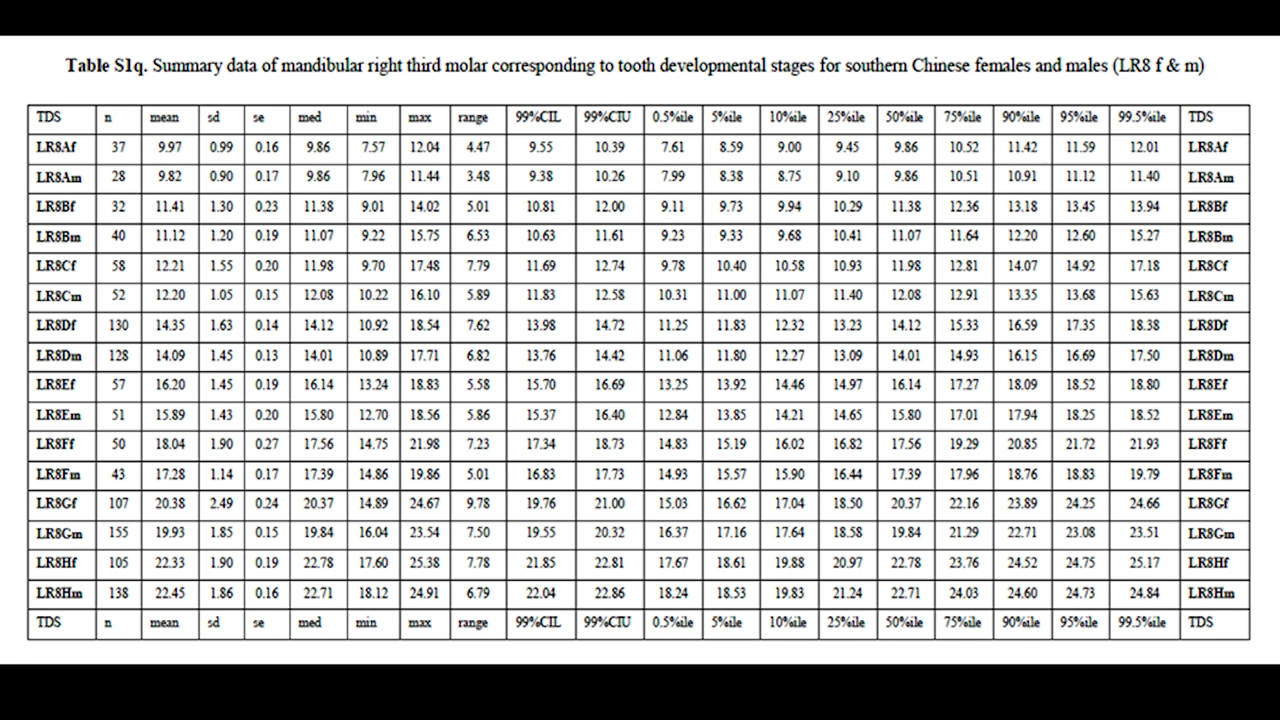 Table S1q. Summary data of mandibular right third molar corresponding to tooth developmental stages for southern Chinese females and males (LR8 f & m)
TDS n mean sd se med min max range 99%CIL 99%CIU 0.5%ile 5%ile 10%ile 25%ile 50%ile 75%ile 90%ile 95%ile 99.5%ile TDS
LR8Af 37 9.97 0.99 0.16 9.86 7.57 12.04 4.47 9.55 10.39 7.61 8.59 9.00 9.45 9.86 10.52 11.42 11.59 12.01 LR8Af
LR8Am 28 9.82 0.90 0.17 9.86 7.96 11.44 3.48 9.38 10.26 7.99 8.38 8.75 9.10 9.86 10.51 10.91 11.12 11.40 LR8Am
LR8Bf 32 11.41 1.30 0.23 11.38 9.01 14.02 5.01 10.81 12.00 9.11 9.73 9.94 10.29 11.38 12.36 13.18 13.45 13.94 LR8Bf
LR8Bm 40 11.12 1.20 0.19 11.07 9.22 15.75 6.53 10.63 11.61 9.23 9.33 9.68 10.41 11.07 11.64 12.20 12.60 15.27 LR8Bm
LR8Cf 58 12.21 1.55 0.20 11.98 9.70 17.48 7.79 11.69 12.74 9.78 10.40 10.58 10.93 11.98 12.81 14.07 14.92 17.18 LR8Cf
LR8Cm 52 12.20 1.05 0.15 12.08 10.22 16.10 5.89 11.83 12.58 10.31 11.00 11.07 11.40 12.08 12.91 13.35 13.68 15.63 LR8Cm
LR8Df 130 14.35 1.63 0.14 14.12 10.92 18.54 7.62 13.98 14.72 11.25 11.83 12.32 13.23 14.12 15.33 16.59 17.35 18.38 LR8Df
LR8Dm 128 14.09 1.45 0.13 14.01 10.89 17.71 6.82 13.76 14.42 11.06 11.80 12.27 13.09 14.01 14.93 16.15 16.69 17.50 LR8Dm
LR8Ef 57 16.20 1.45 0.19 16.14 13.24 18.83 5.58 15.70 16.69 13.25 13.92 14.46 14.97 16.14 17.27 18.09 18.52 18.80 LR8Ef
LR8Em 51 15.89 1.43 0.20 15.80 12.70 18.56 5.86 15.37 16.40 12.84 13.85 14.21 14.65 15.80 17.01 17.94 18.25 18.52 LR8Em
LR8Ff 50 18.04 1.90 0.27 17.56 14.75 21.98 7.23 17.34 18.73 14.83 15.19 16.02 16.82 17.56 19.29 20.85 21.72 21.93 LR8Ff
LR8Fm 43 17.28 1.14 0.17 17.39 14.86 19.86 5.01 16.83 17.73 14.93 15.57 15.90 16.44 17.39 17.96 18.76 18.83 19.79 LR8Fm
LR8Gf 107 20.38 2.49 0.24 20.37 14.89 24.67 9.78 19.76 21.00 15.03 16.62 17.04 18.50 20.37 22.16 23.89 24.25 24.66 LR8Gf
LR8Gm 155 19.93 1.85 0.15 19.84 16.04 23.54 7.50 19.55 20.32 16.37 17.16 17.64 18.58 19.84 21.29 22.71 23.08 23.51 LR8Gm
LR8Hf 105 22.33 1.90 0.19 22.78 17.60 25.38 7.78 21.85 22.81 17.67 18.61 19.88 20.97 22.78 23.76 24.52 24.75 25.17 LR8Hf
LR8Hm 138 22.45 1.86 0.16 22.71 18.12 24.91 6.79 22.04 22.86 18.24 18.53 19.83 21.24 22.71 24.03 24.60 24.73 24.84 LR8Hm
TDS n mean sd se med min max range 99%CIL 99%CIU 0.5%ile 5%ile 10%ile 25%ile 50%ile 75%ile 90%ile 95%ile 99.5%ile TDS